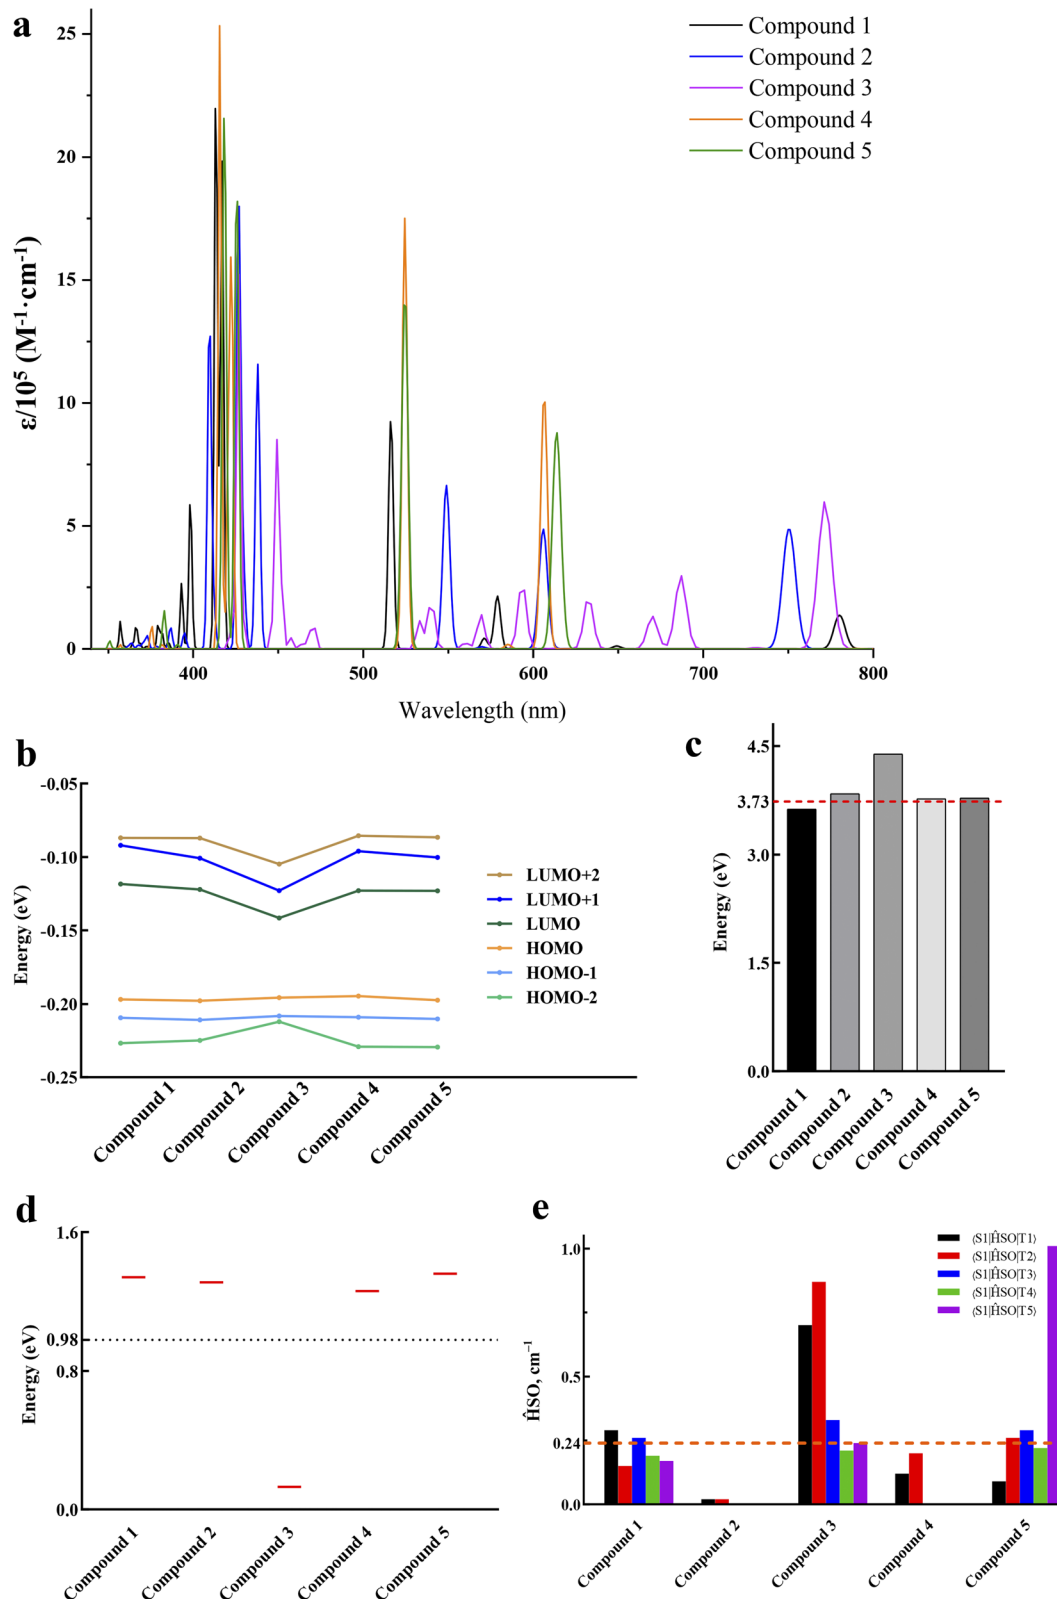 a
Compound 1
Compound 2
Compound 3
Compound 4
Compound 5
25
20
15
10
5
0
ε/10⁵ (M⁻¹·cm⁻¹)
400
500
600
700
800
Wavelength (nm)
b
-0.05
-0.10
-0.15
-0.20
-0.25
Energy (eV)
LUMO+2
LUMO+1
LUMO
HOMO
HOMO-1
HOMO-2
Compound 1
Compound 2
Compound 3
Compound 4
Compound 5
c
4.5
3.73
3.0
1.5
0.0
Energy (eV)
Compound 1
Compound 2
Compound 3
Compound 4
Compound 5
d
1.6
0.98
0.8
0.0
Energy (eV)
Compound 1
Compound 2
Compound 3
Compound 4
Compound 5
e
1.0
0.5
0.24
0.0
ĤSO, cm⁻¹
⟨S1|ĤSO|T1⟩
⟨S1|ĤSO|T2⟩
⟨S1|ĤSO|T3⟩
⟨S1|ĤSO|T4⟩
⟨S1|ĤSO|T5⟩
Compound 1
Compound 2
Compound 3
Compound 4
Compound 5